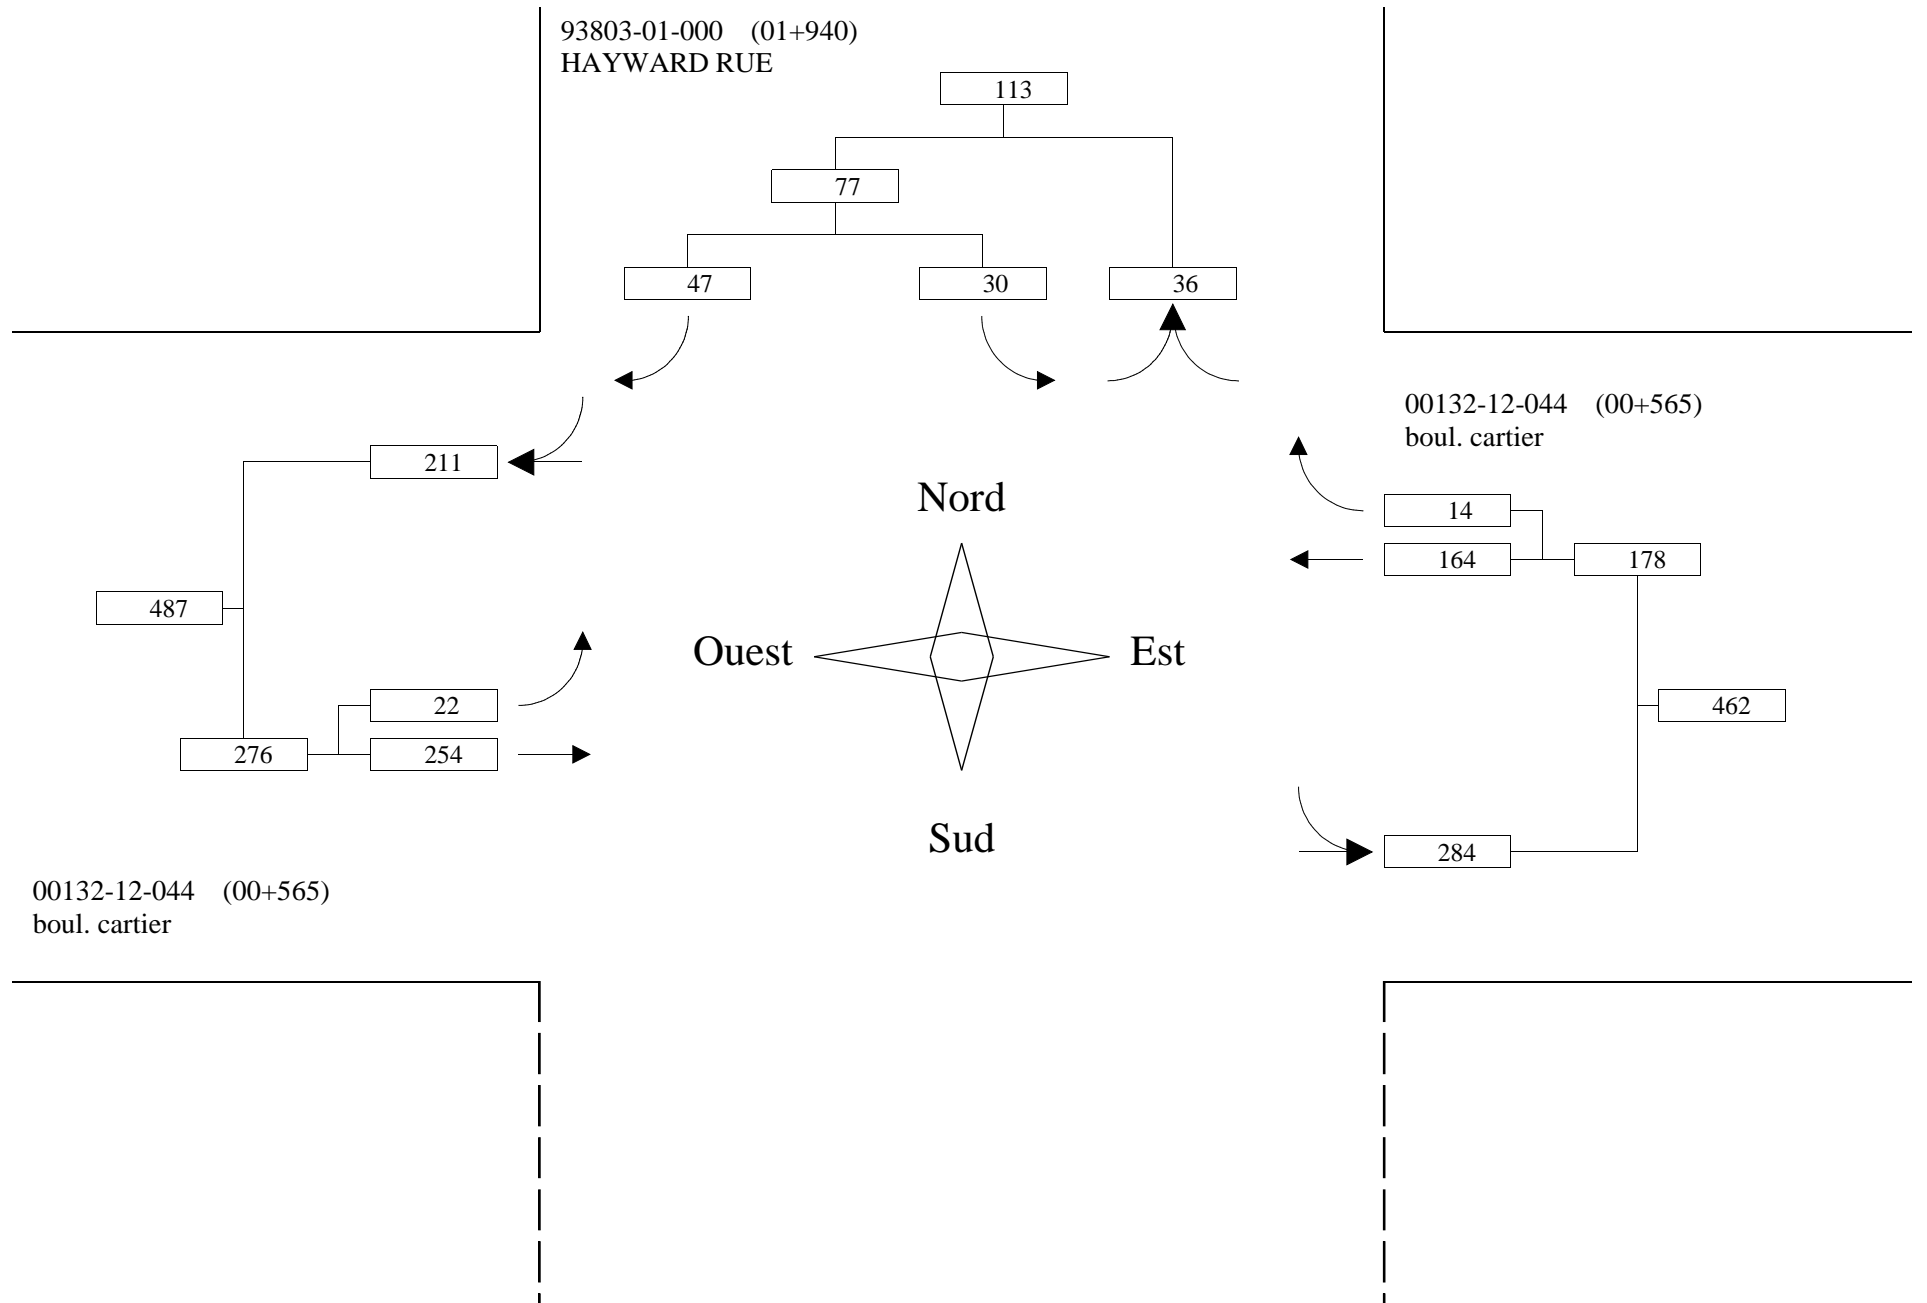 93803-01-000 (01+940)
HAYWARD RUE
113
77
47 30 36
00132-12-044 (00+565)
boul. cartier
211
Nord
14
164 178
487
Ouest Est
22 462
276 254
Sud
284
00132-12-044 (00+565)
boul. cartier